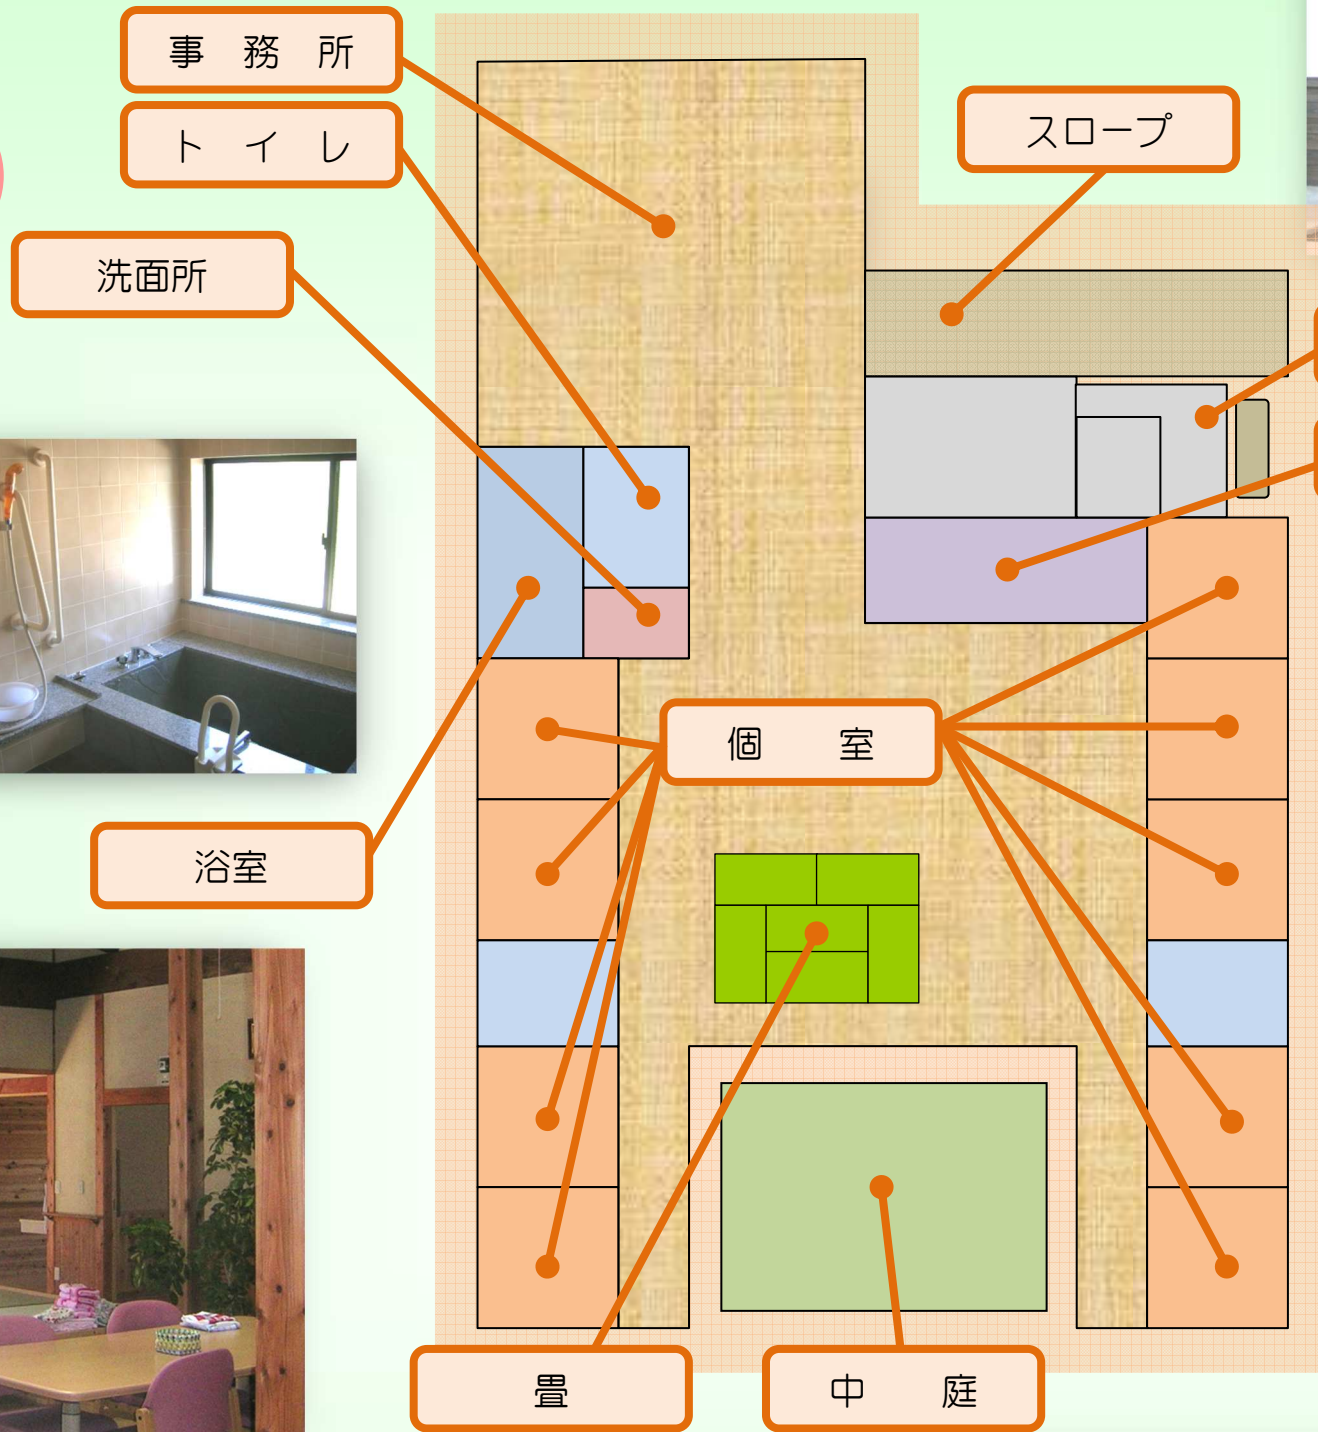 事　務　所
ト　イ　レ
スロープ
洗面所
個　　室
浴室
畳
中　　庭